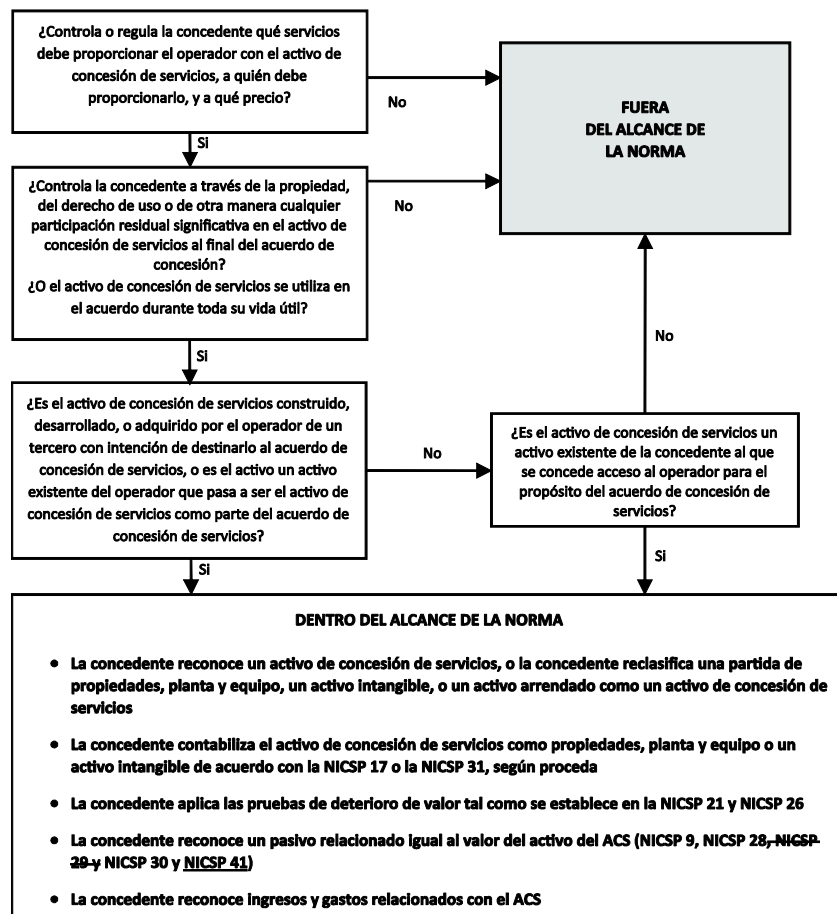 ¿Controla o regula la concedente qué servicios
debe proporcionar el operador con el activo de
concesión de servicios, a quién debe
proporcionarlo, y a qué precio?
No
FUERA
DEL ALCANCE DE
LA NORMA
Si
¿Controla la concedente a través de la propiedad,
del derecho de uso o de otra manera cualquier
participación residual significativa en el activo de
concesión de servicios al final del acuerdo de
concesión?
¿O el activo de concesión de servicios se utiliza en
el acuerdo durante toda su vida útil?
No
Si
No
¿Es el activo de concesión de servicios construido,
desarrollado, o adquirido por el operador de un
tercero con intención de destinarlo al acuerdo de
concesión de servicios, o es el activo un activo
existente del operador que pasa a ser el activo de
concesión de servicios como parte del acuerdo de
concesión de servicios?
No
¿Es el activo de concesión de servicios un
activo existente de la concedente al que
se concede acceso al operador para el
propósito del acuerdo de concesión de
servicios?
Si
Si
DENTRO DEL ALCANCE DE LA NORMA
• La concedente reconoce un activo de concesión de servicios, o la concedente reclasifica una partida de
propiedades, planta y equipo, un activo intangible, o un activo arrendado como un activo de concesión de
servicios
• La concedente contabiliza el activo de concesión de servicios como propiedades, planta y equipo o un
activo intangible de acuerdo con la NICSP 17 o la NICSP 31, según proceda
• La concedente aplica las pruebas de deterioro de valor tal como se establece en la NICSP 21 y NICSP 26
• La concedente reconoce un pasivo relacionado igual al valor del activo del ACS (NICSP 9, NICSP 28, NICSP
29 y NICSP 30 y NICSP 41)
• La concedente reconoce ingresos y gastos relacionados con el ACS